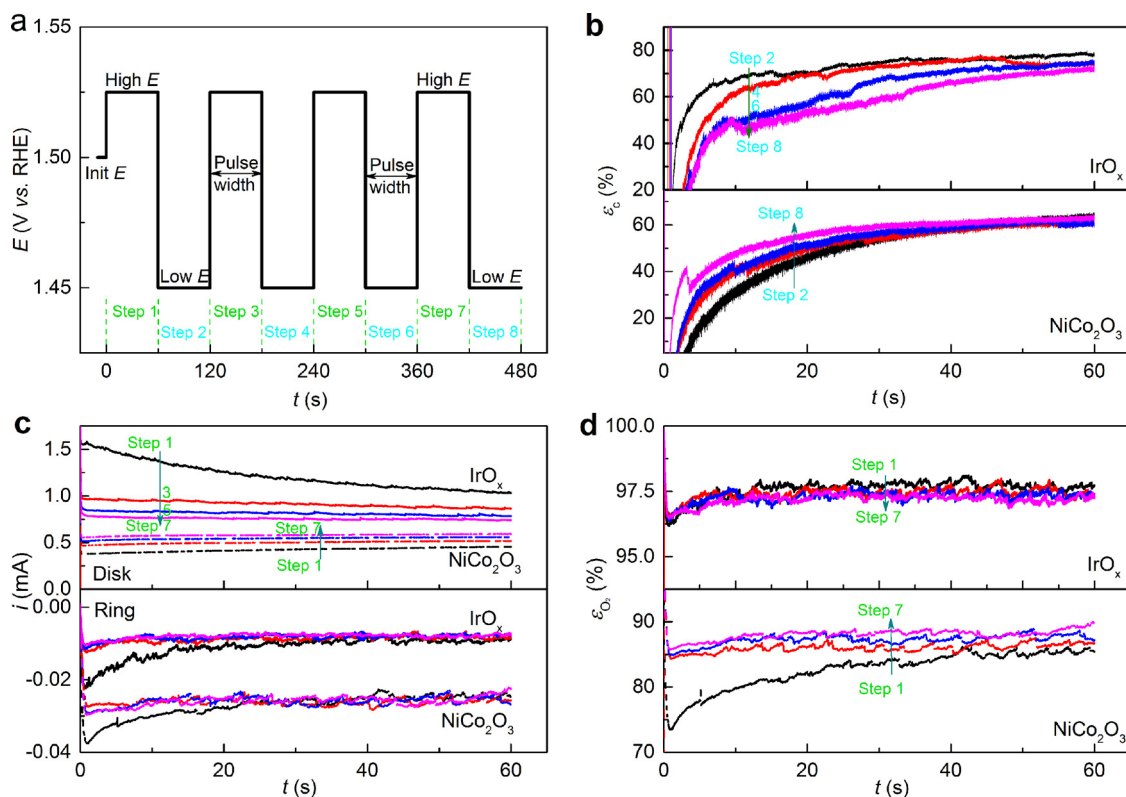 a
1.55
1.50
1.45
E (V vs. RHE)
High E
High E
Init E
Pulse
width
Pulse
width
Low E
Low E
Step 1
Step 3
Step 5
Step 7
Step 2
Step 4
Step 6
Step 8
0
120
240
360
480
t (s)
b
80
60
40
20
Step 2
4
6
Step 8
IrOx
εc (%)
60
40
20
Step 8
Step 2
NiCo2O3
0
20
40
60
t (s)
c
1.5
1.0
0.5
0.0
i (mA)
Step 1
IrOx
3
5
Step 7
Step 7
NiCo2O3
Step 1
Disk
0.00
-0.02
-0.04
Ring
IrOx
NiCo2O3
0
20
40
60
t (s)
d
100.0
97.5
95.0
Step 1
Step 7
IrOx
εO2 (%)
90
80
70
Step 7
Step 1
NiCo2O3
0
20
40
60
t (s)